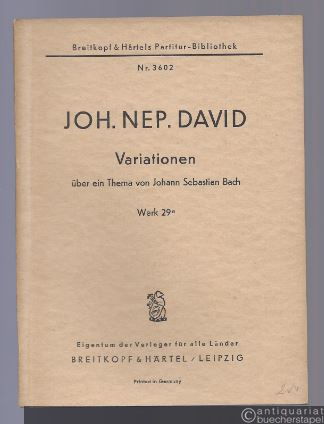 Breitkopf & Härtels Partitur-Bibliothek
Nr. 3602
JOH. NEP. DAVID
Variationen
über ein Thema von Johann Sebastian Bach
Werk 29a
Eigentum der Verleger für alle Länder
BREITKOPF & HÄRTEL / LEIPZIG
Printed in Germany
antiquariat
buecherstapel